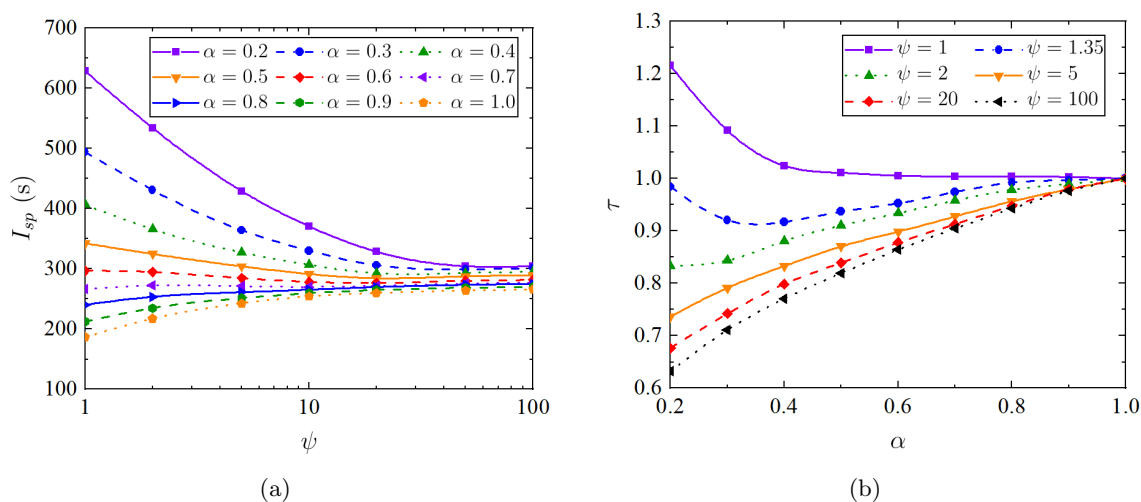 700
600
500
400
300
200
100
I_{sp} (s)
α = 0.2 α = 0.3 α = 0.4
α = 0.5 α = 0.6 α = 0.7
α = 0.8 α = 0.9 α = 1.0
1 10 100
ψ
(a)
1.3
1.2
1.1
1.0
0.9
0.8
0.7
0.6
τ
ψ = 1 ψ = 1.35
ψ = 2 ψ = 5
ψ = 20 ψ = 100
0.2 0.4 0.6 0.8 1.0
α
(b)